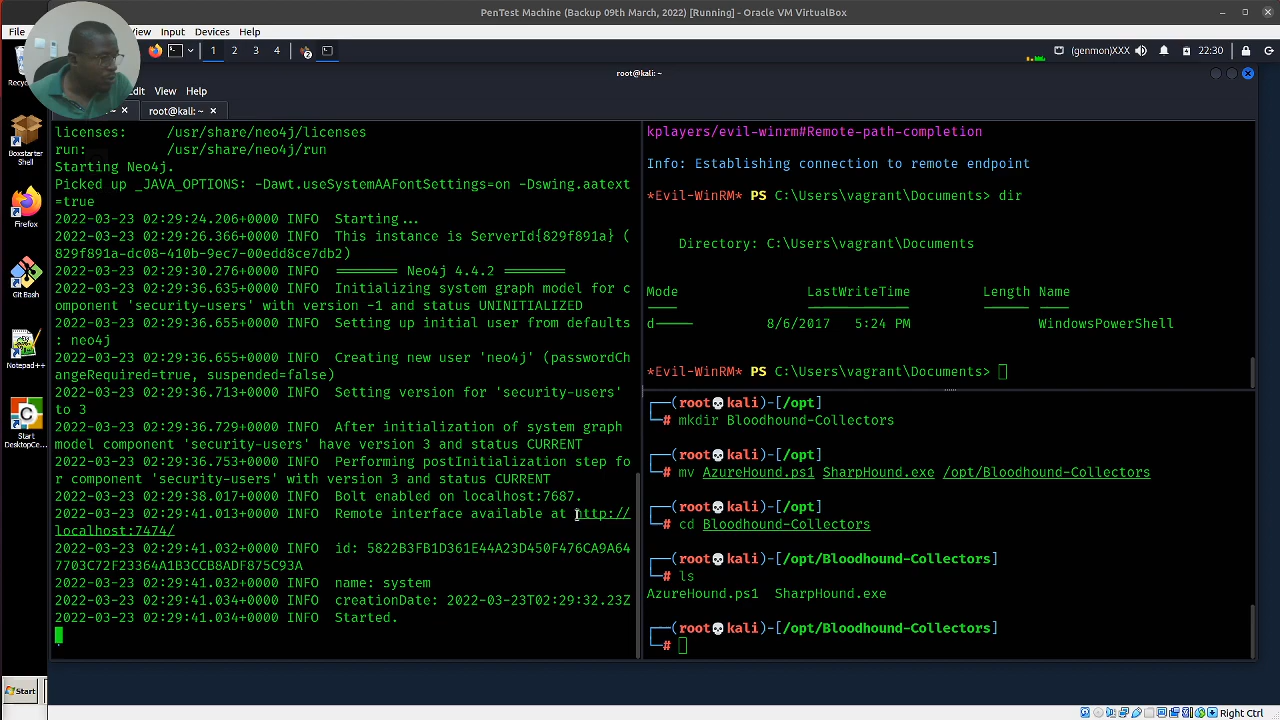 PenTest Machine (Backup 09th March, 2022) [Running] - Oracle VM VirtualBox
File View Input Devices Help
1 2 3 4 (genmon)XXX 22:30
root@kali: ~
Edit View Help
root@kali: ~
licenses: /usr/share/neo4j/licenses
run: /usr/share/neo4j/run
Starting Neo4j.
Picked up _JAVA_OPTIONS: -Dawt.useSystemAAFontSettings=on -Dswing.aatext
=true
2022-03-23 02:29:24.206+0000 INFO Starting...
2022-03-23 02:29:26.366+0000 INFO This instance is ServerId{829f891a} (
829f891a-dc08-410b-9ec7-00edd8ce7db2)
2022-03-23 02:29:30.276+0000 INFO ======== Neo4j 4.4.2 ========
2022-03-23 02:29:36.635+0000 INFO Initializing system graph model for c
omponent 'security-users' with version -1 and status UNINITIALIZED
2022-03-23 02:29:36.655+0000 INFO Setting up initial user from defaults
: neo4j
2022-03-23 02:29:36.655+0000 INFO Creating new user 'neo4j' (passwordCh
angeRequired=true, suspended=false)
2022-03-23 02:29:36.713+0000 INFO Setting version for 'security-users'
to 3
2022-03-23 02:29:36.729+0000 INFO After initialization of system graph
model component 'security-users' have version 3 and status CURRENT
2022-03-23 02:29:36.753+0000 INFO Performing postInitialization step fo
r component 'security-users' with version 3 and status CURRENT
2022-03-23 02:29:38.017+0000 INFO Bolt enabled on localhost:7687.
2022-03-23 02:29:41.013+0000 INFO Remote interface available at http://
localhost:7474/
2022-03-23 02:29:41.032+0000 INFO id: 5822B3FB1D361E44A23D450F476CA9A64
7703C72F23364A1B3CCB8ADF875C93A
2022-03-23 02:29:41.032+0000 INFO name: system
2022-03-23 02:29:41.034+0000 INFO creationDate: 2022-03-23T02:29:32.23Z
2022-03-23 02:29:41.034+0000 INFO Started.
kplayers/evil-winrm#Remote-path-completion
Info: Establishing connection to remote endpoint
*Evil-WinRM* PS C:\Users\vagrant\Documents> dir
Directory: C:\Users\vagrant\Documents
Mode LastWriteTime Length Name
d----- 8/6/2017 5:24 PM WindowsPowerShell
*Evil-WinRM* PS C:\Users\vagrant\Documents>
(root kali)-[/opt]
# mkdir Bloodhound-Collectors
(root kali)-[/opt]
# mv AzureHound.ps1 SharpHound.exe /opt/Bloodhound-Collectors
(root kali)-[/opt]
# cd Bloodhound-Collectors
(root kali)-[/opt/Bloodhound-Collectors]
# ls
AzureHound.ps1 SharpHound.exe
(root kali)-[/opt/Bloodhound-Collectors]
#
Boxstarter
Shell
Firefox
Git Bash
Notepad++
Start
DesktopCe...
Start
Right Ctrl